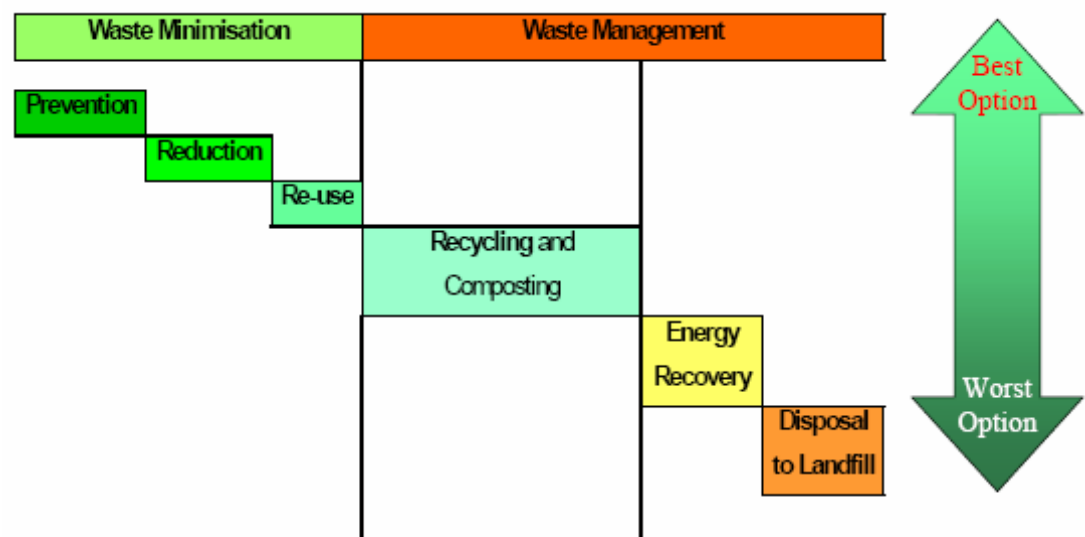 Waste Minimisation
Waste Management
Best
Option
Prevention
Reduction
Re-use
Recycling and
Composting
Energy
Recovery
Worst
Option
Disposal
to Landfill